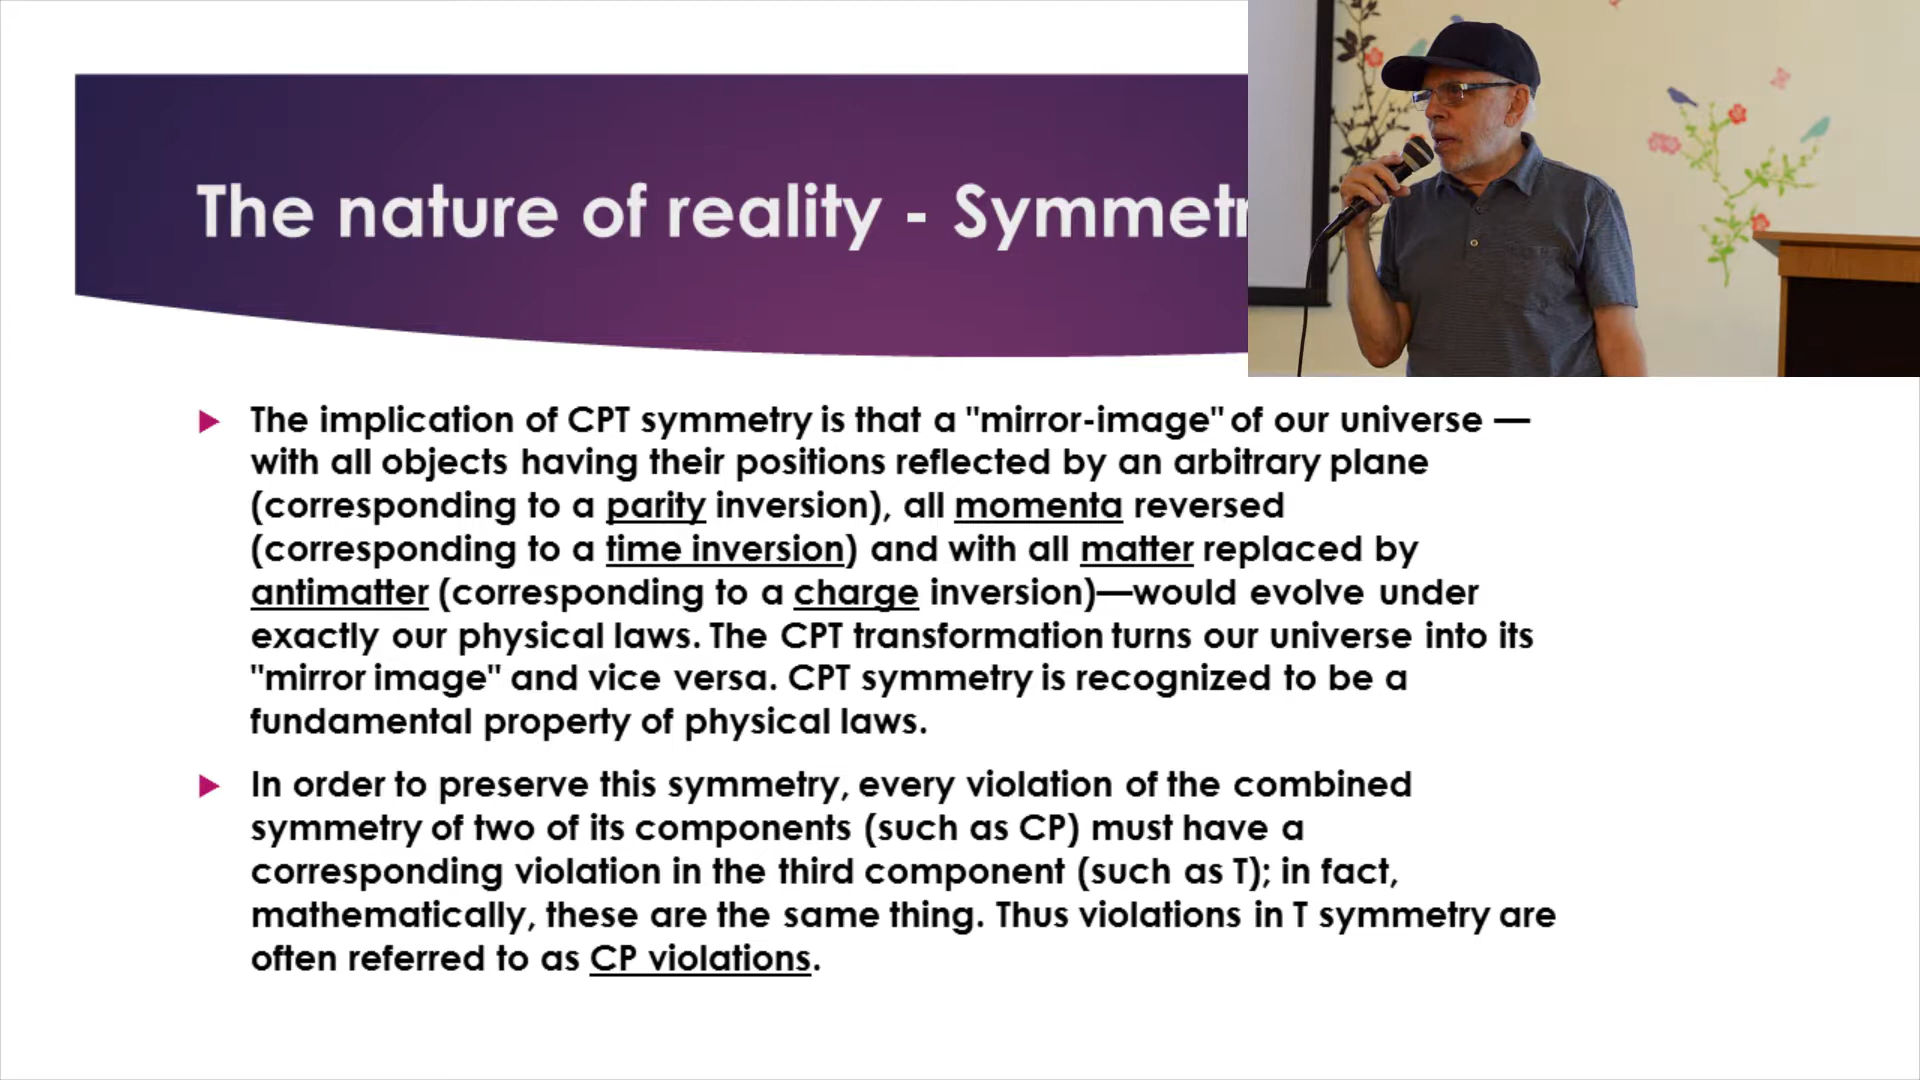 The nature of reality - Symmetr
The implication of CPT symmetry is that a "mirror-image" of our universe —
with all objects having their positions reflected by an arbitrary plane
(corresponding to a parity inversion), all momenta reversed
(corresponding to a time inversion) and with all matter replaced by
antimatter (corresponding to a charge inversion)—would evolve under
exactly our physical laws. The CPT transformation turns our universe into its
"mirror image" and vice versa. CPT symmetry is recognized to be a
fundamental property of physical laws.
In order to preserve this symmetry, every violation of the combined
symmetry of two of its components (such as CP) must have a
corresponding violation in the third component (such as T); in fact,
mathematically, these are the same thing. Thus violations in T symmetry are
often referred to as CP violations.